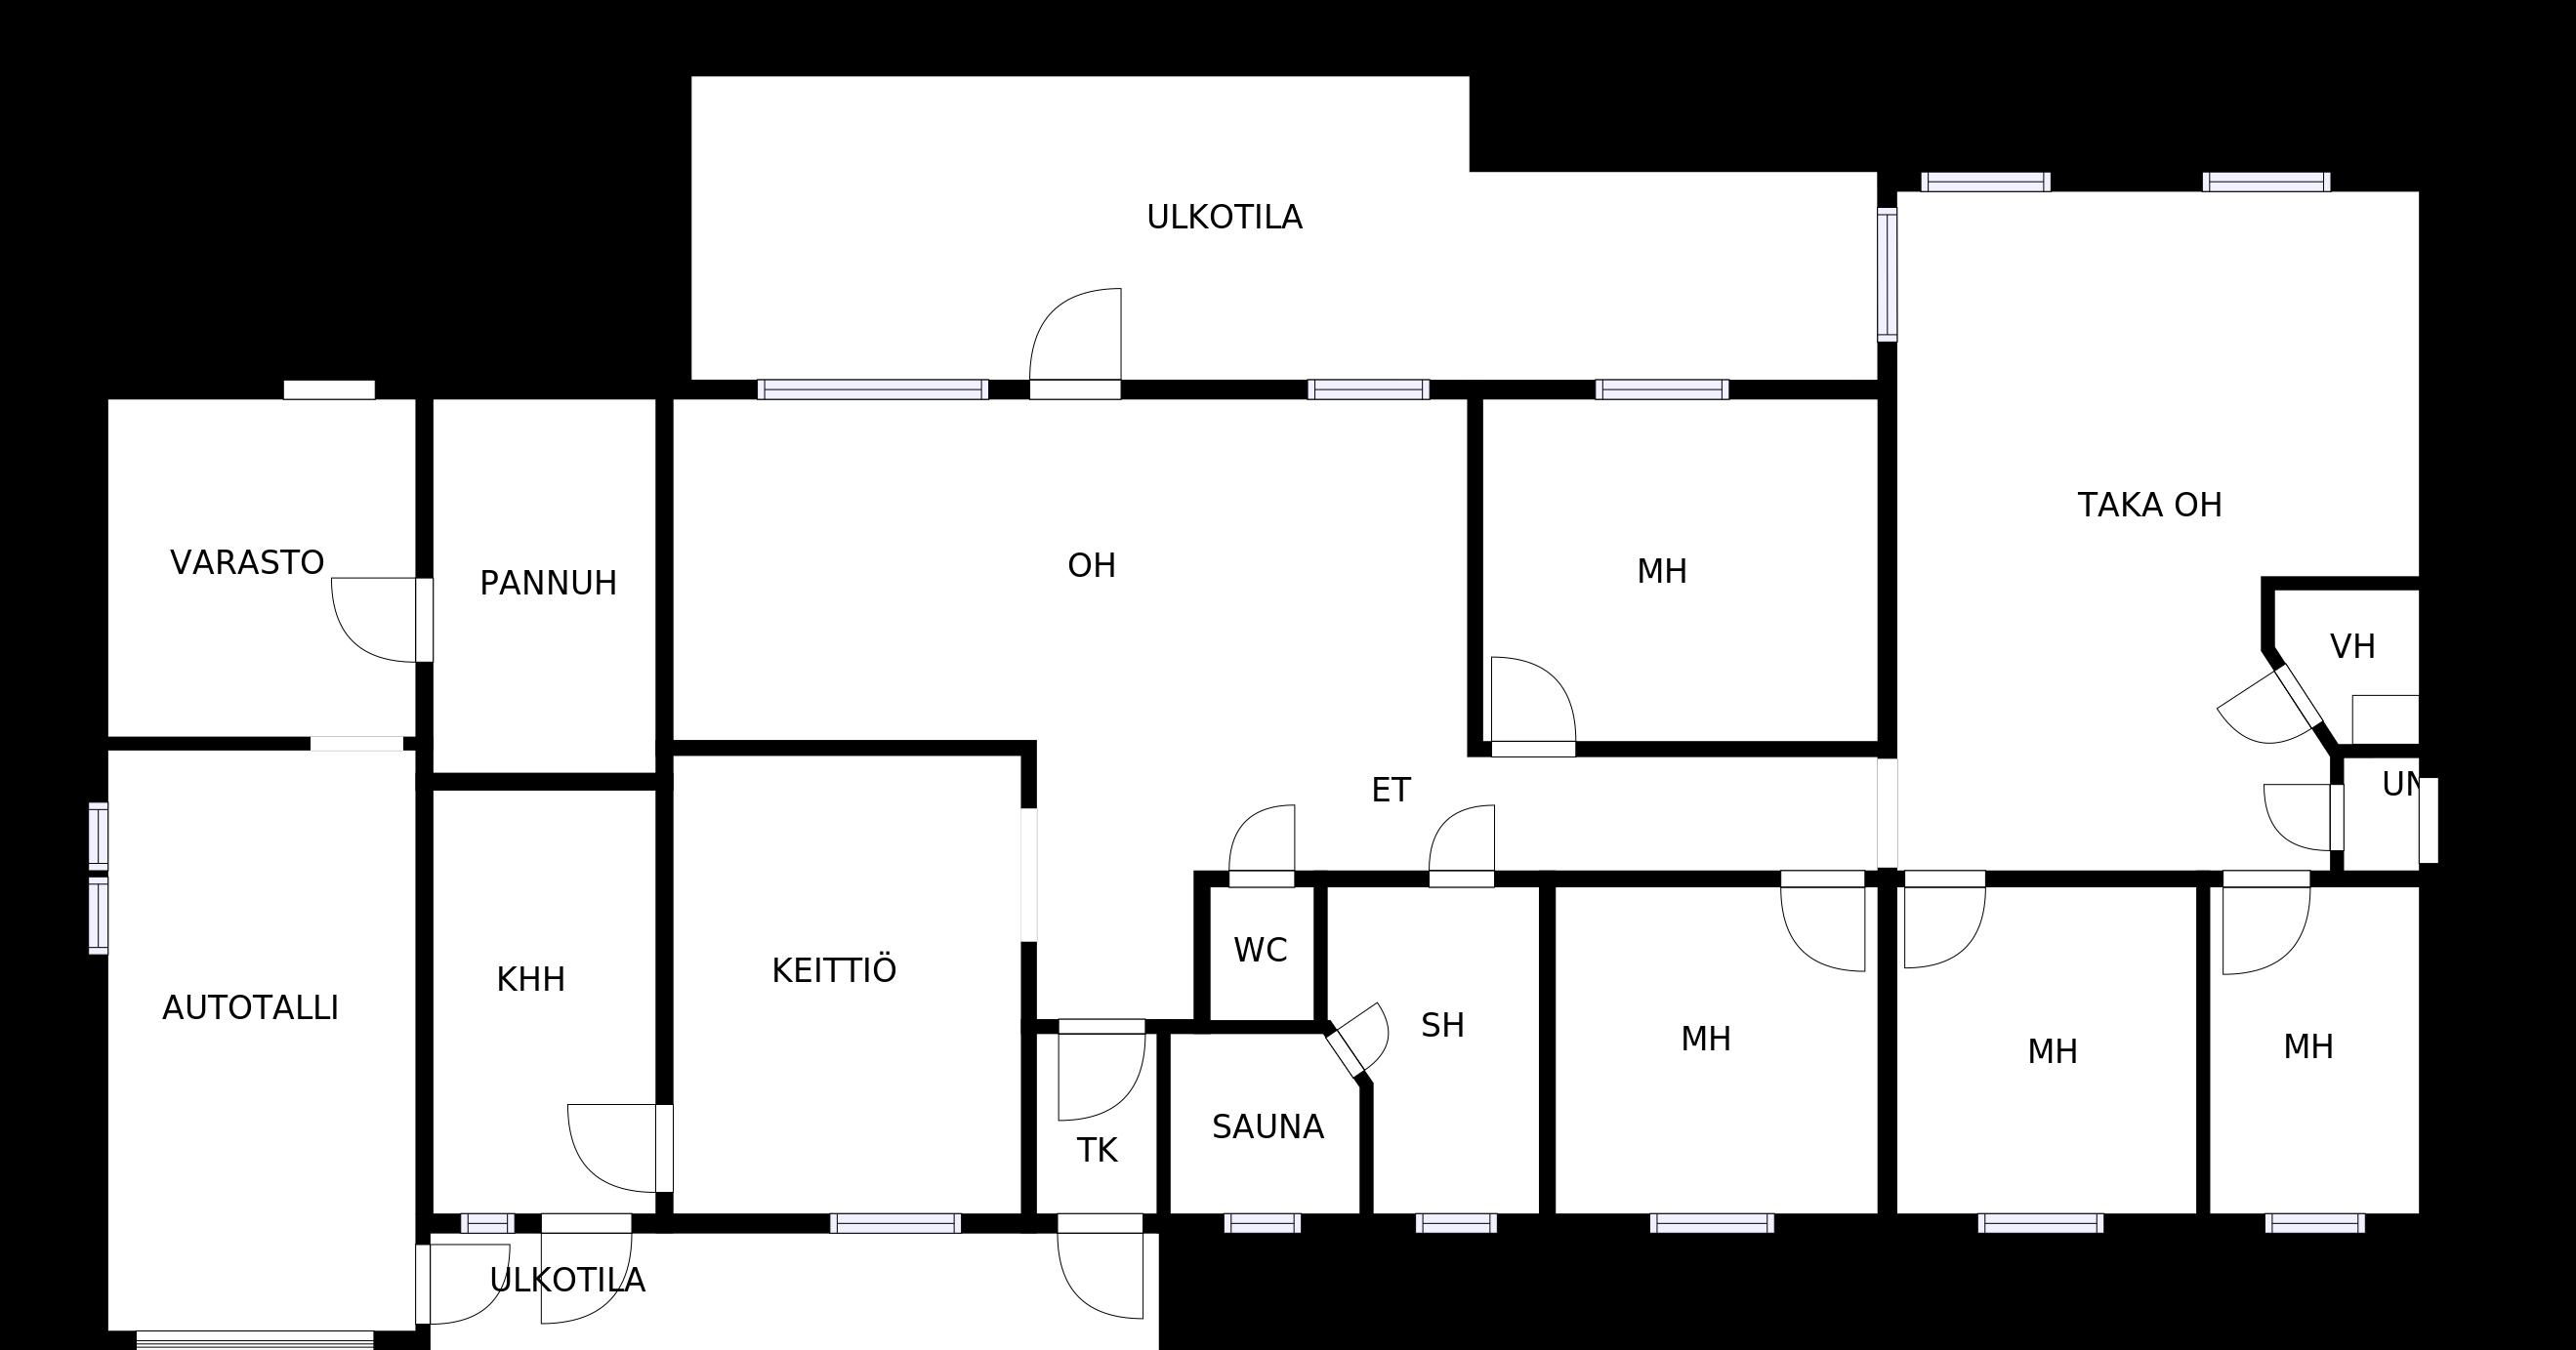 ULKOTILA
TAKA OH
VARASTO
PANNUH
OH
MH
VH
ET
UN
KHH
KEITTIÖ
WC
AUTOTALLI
SH
MH
MH
MH
SAUNA
TK
ULKOTILA